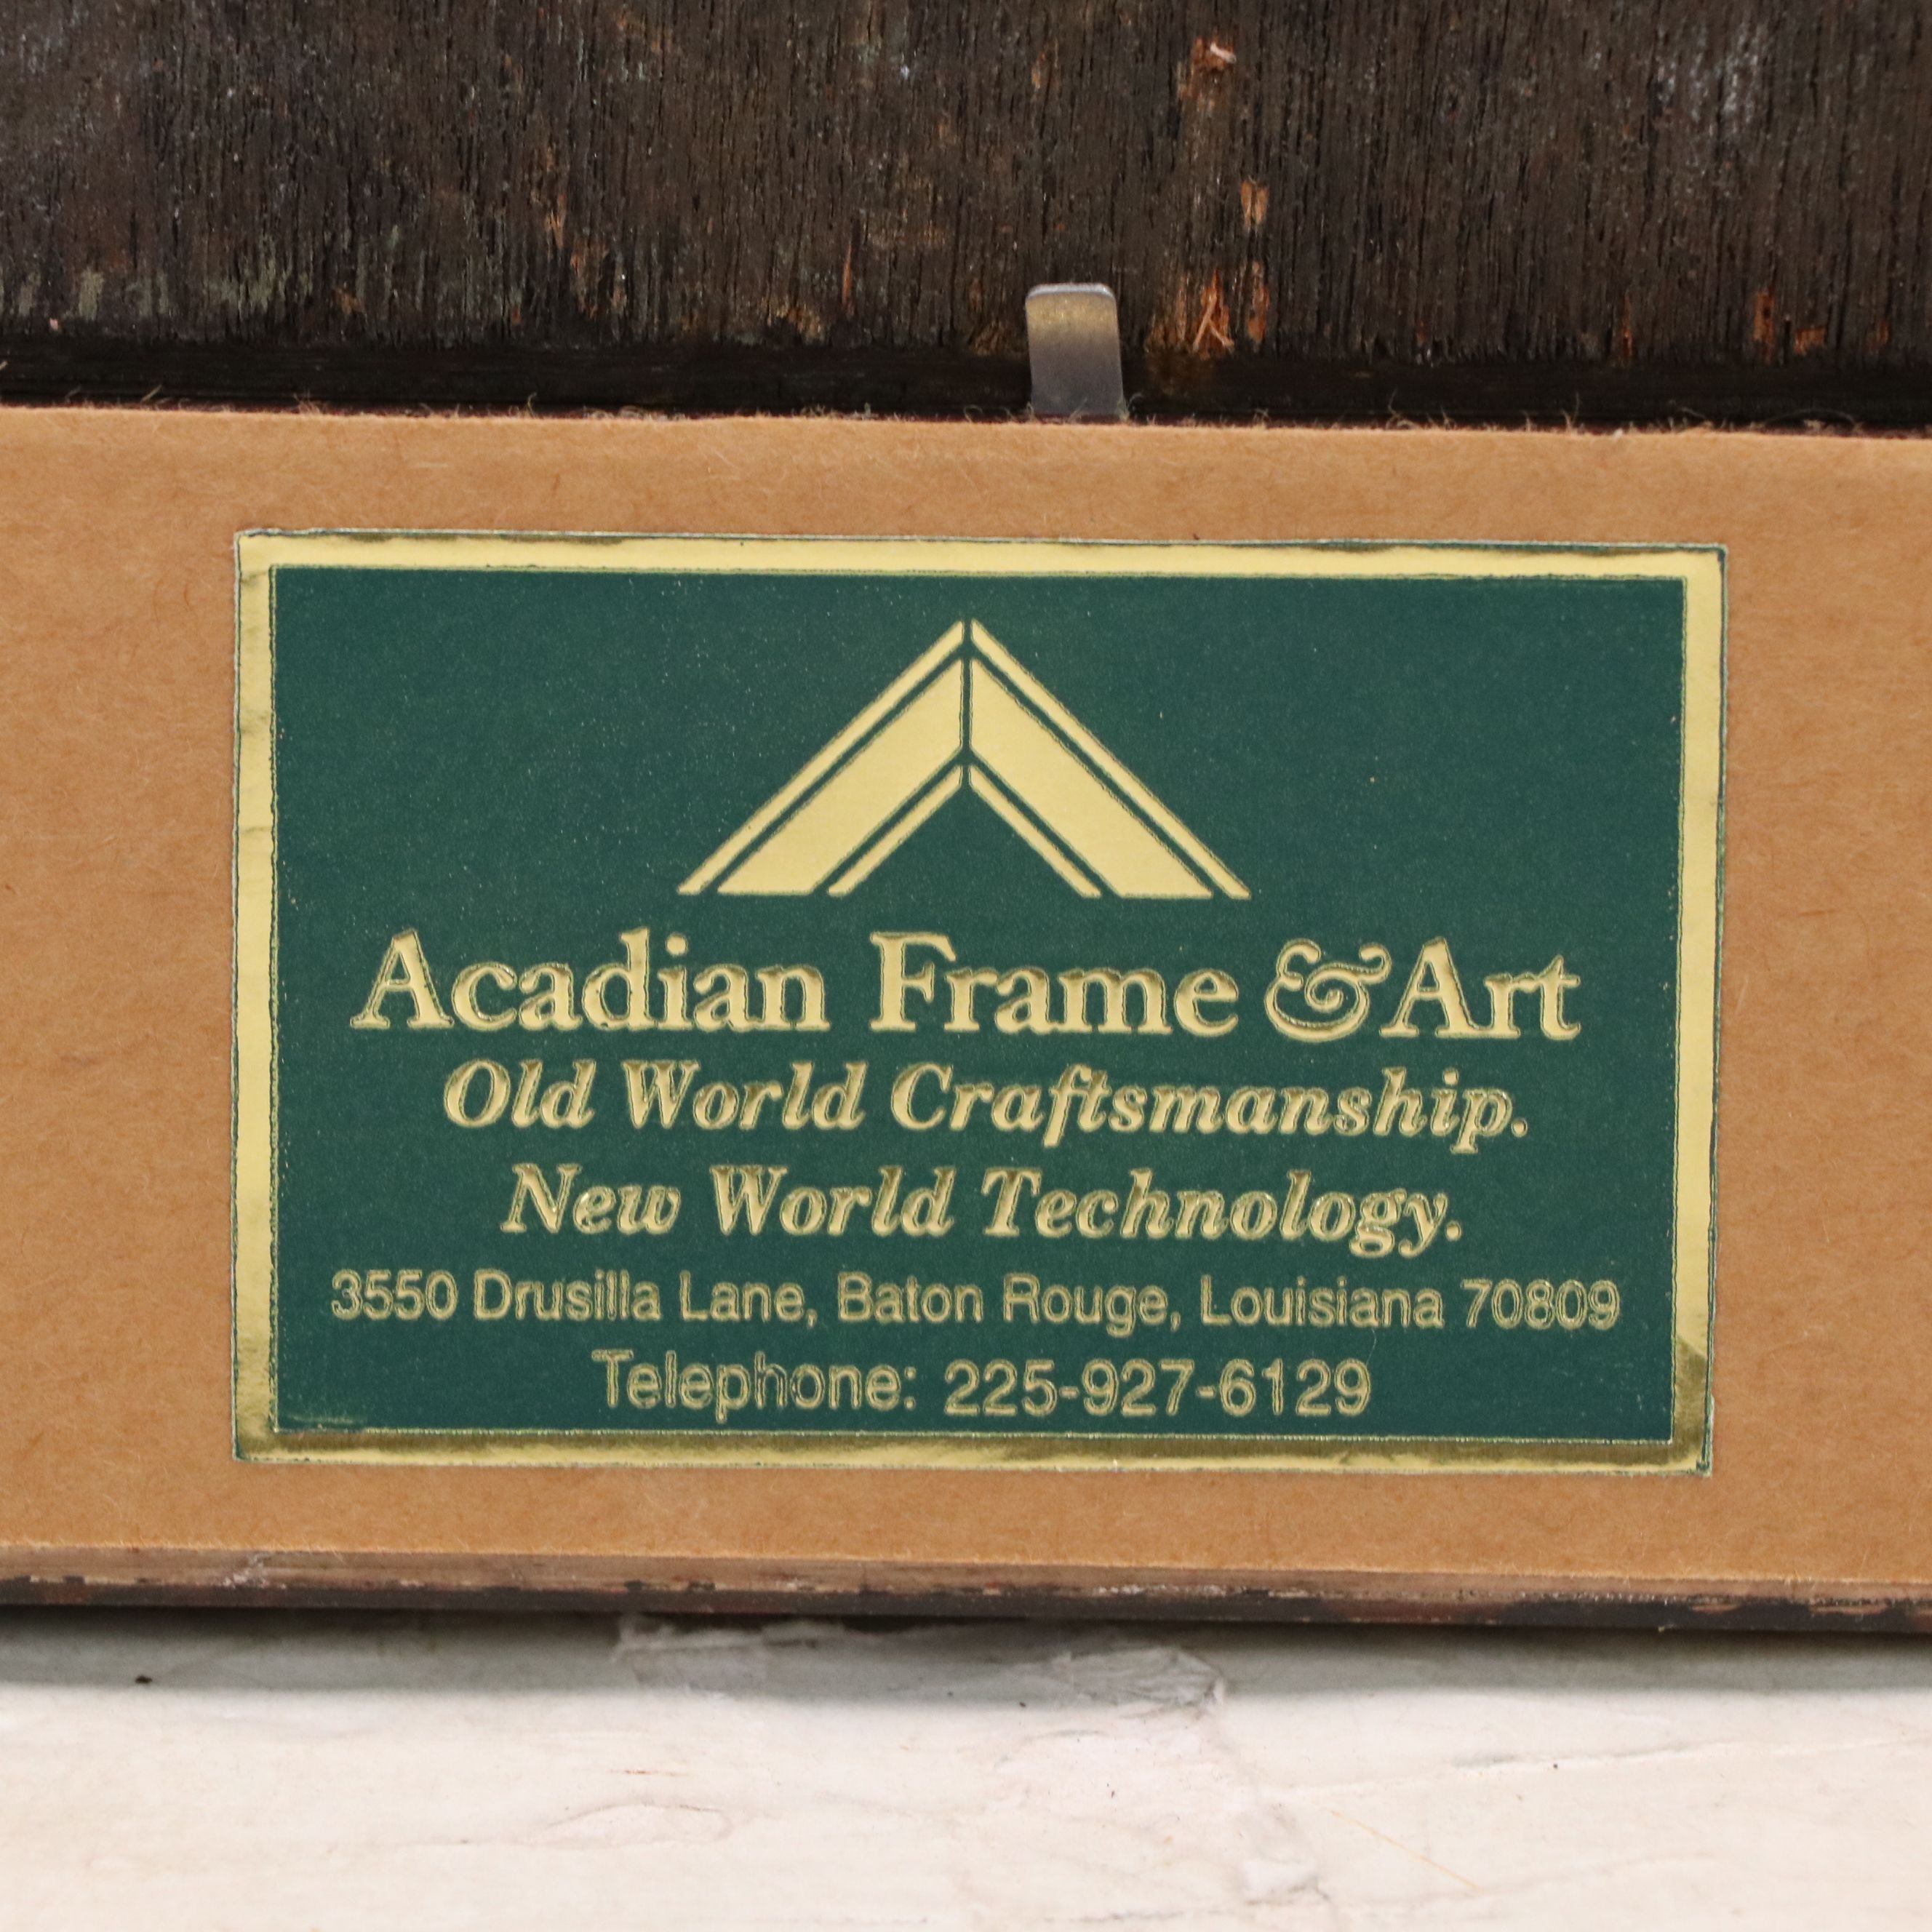 Acadian Frame & Art
Old World Craftsmanship.
New World Technology.
3550 Drusilla Lane, Baton Rouge, Louisiana 70809
Telephone: 225-927-6129